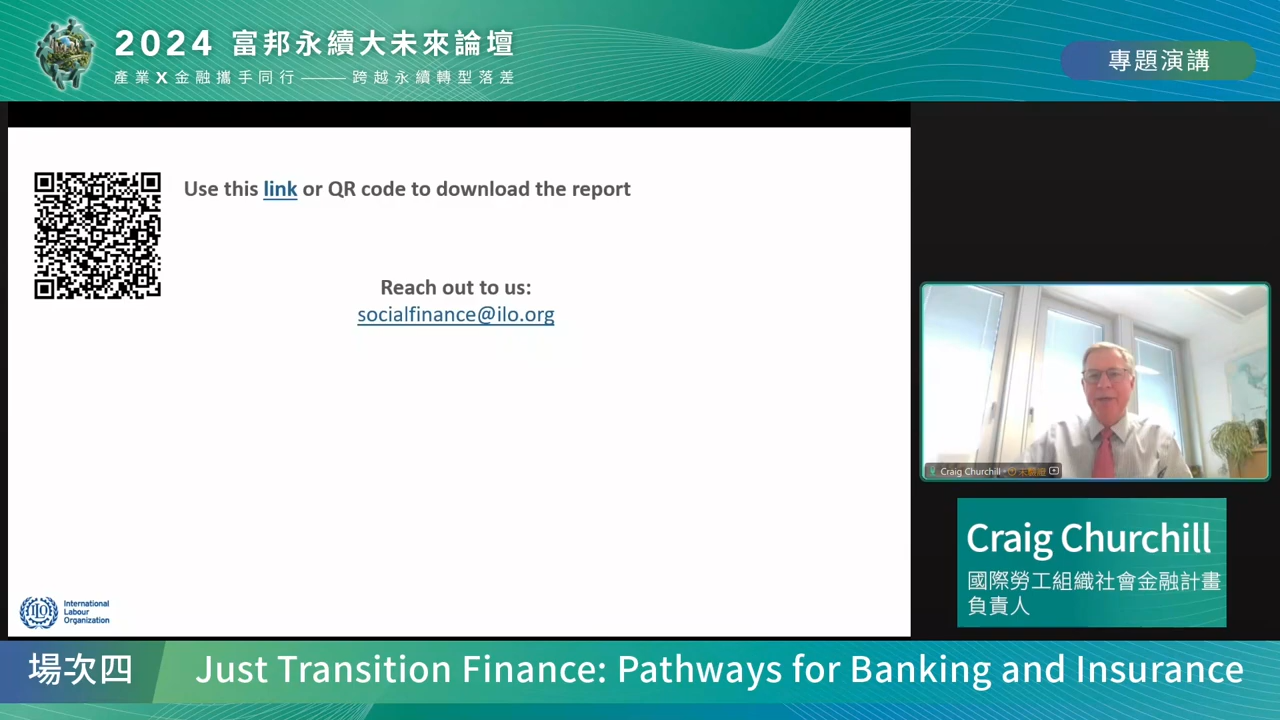 2024 富邦永續大未來論壇
產業 X 金融攜手同行 —— 跨越永續轉型落差
專題演講
Use this link or QR code to download the report
Reach out to us:
socialfinance@ilo.org
Craig Churchill
Craig Churchill
國際勞工組織社會金融計畫
負責人
International
Labour
Organization
場次四
Just Transition Finance: Pathways for Banking and Insurance